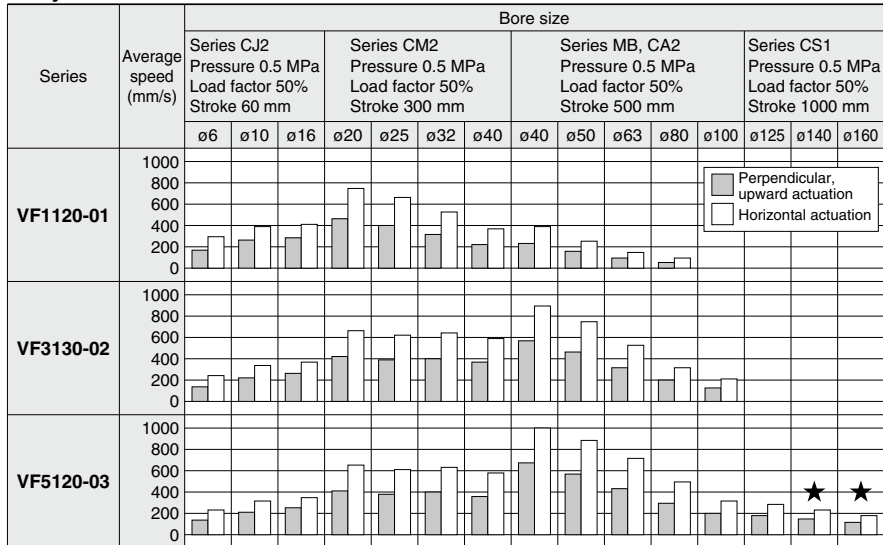 Bore size
Series
Average
speed
(mm/s)
Series CJ2
Pressure 0.5 MPa
Load factor 50%
Stroke 60 mm
Series CM2
Pressure 0.5 MPa
Load factor 50%
Stroke 300 mm
Series MB, CA2
Pressure 0.5 MPa
Load factor 50%
Stroke 500 mm
Series CS1
Pressure 0.5 MPa
Load factor 50%
Stroke 1000 mm
ø6 ø10 ø16 ø20 ø25 ø32 ø40 ø40 ø50 ø63 ø80 ø100 ø125 ø140 ø160
VF1120-01
1000
800
600
400
200
0
Perpendicular,
upward actuation
Horizontal actuation
VF3130-02
1000
800
600
400
200
0
VF5120-03
1000
800
600
400
200
0